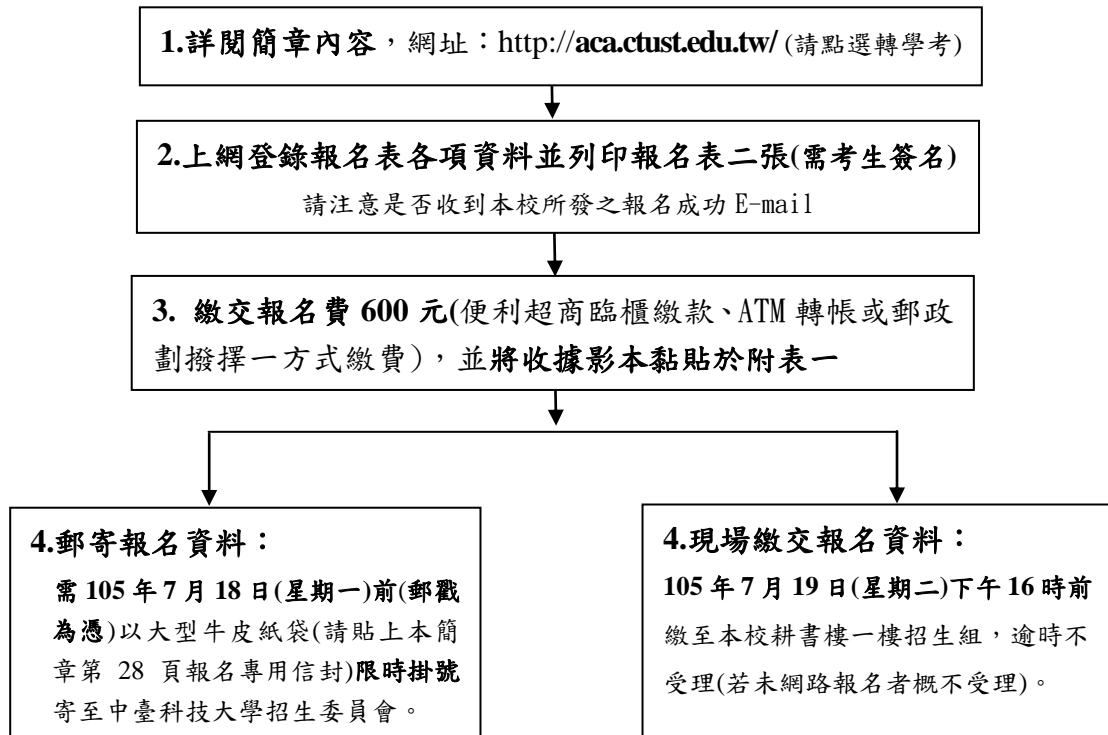 1.詳閱簡章內容，網址：http://aca.ctust.edu.tw/ (請點選轉學考)
2.上網登錄報名表各項資料並列印報名表二張(需考生簽名)
請注意是否收到本校所發之報名成功 E-mail
3. 繳交報名費 600 元(便利超商臨櫃繳款、ATM 轉帳或郵政
劃撥擇一方式繳費)，並將收據影本黏貼於附表一
4.郵寄報名資料：
需 105 年 7 月 18 日(星期一)前(郵戳
為憑)以大型牛皮紙袋(請貼上本簡
章第 28 頁報名專用信封)限時掛號
寄至中臺科技大學招生委員會。
4.現場繳交報名資料：
105 年 7 月 19 日(星期二)下午 16 時前
繳至本校耕書樓一樓招生組，逾時不
受理(若未網路報名者概不受理)。